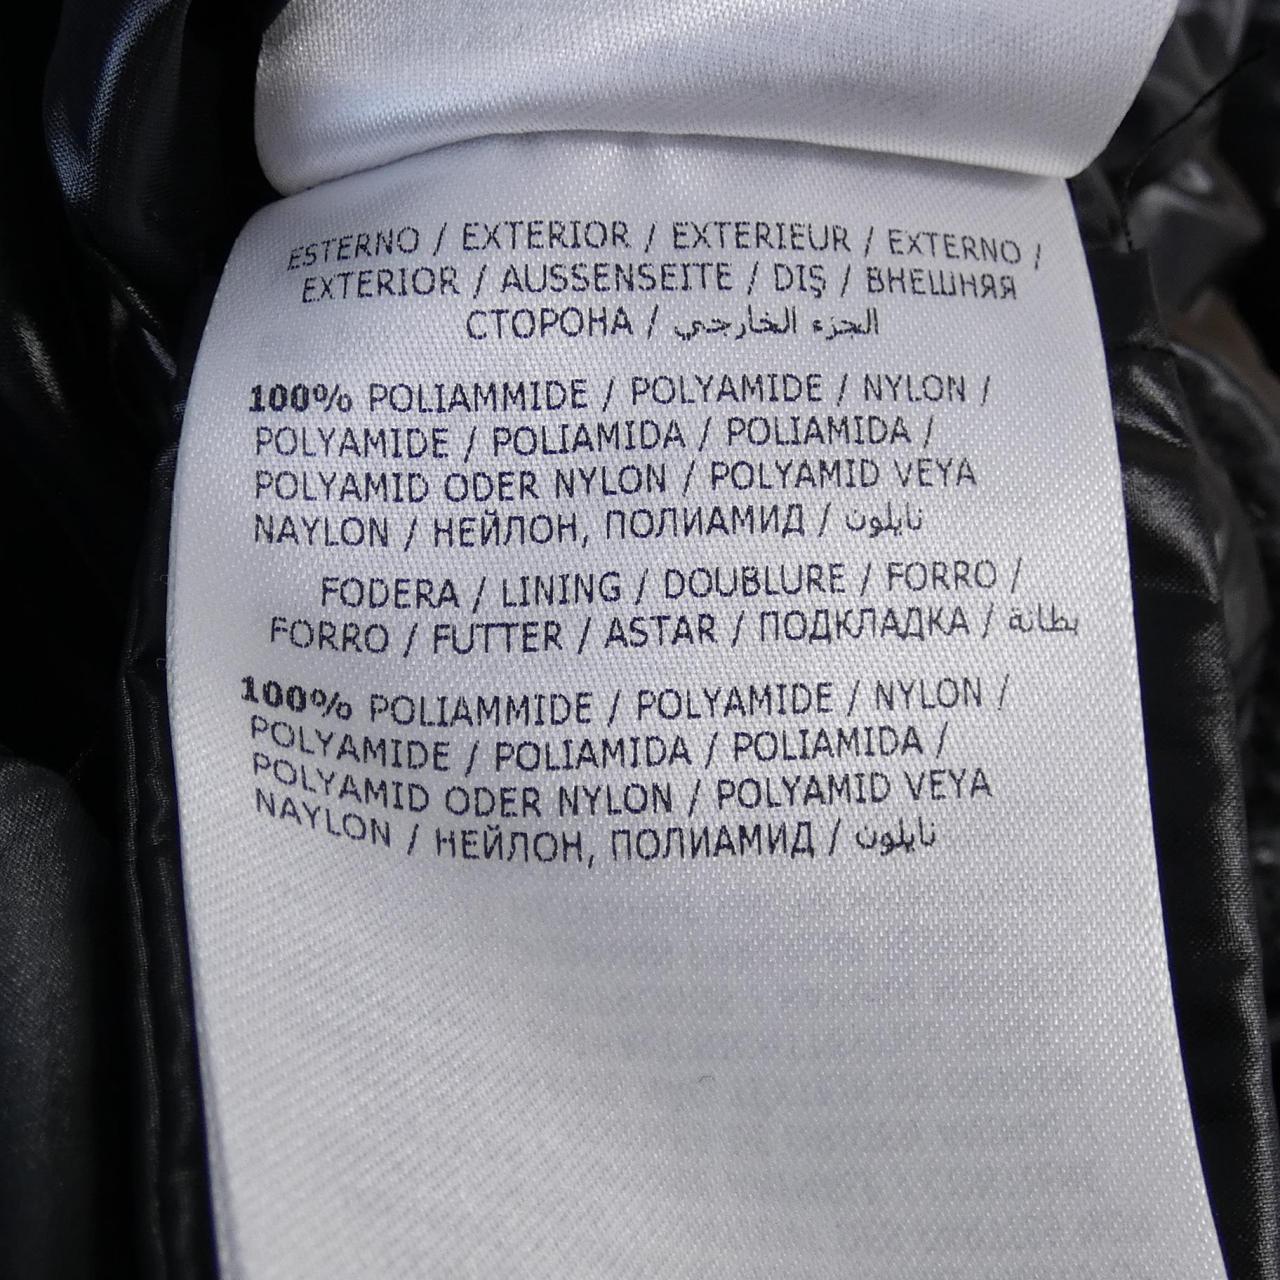 ESTERNO / EXTERIOR / EXTERIEUR / EXTERNO /
EXTERIOR / AUSSENSEITE / DIŞ / ВНЕШНЯЯ
СТОРОНА / الجزء الخارجي
100% POLIAMMIDE / POLYAMIDE / NYLON /
POLYAMIDE / POLIAMIDA / POLIAMIDA /
POLYAMID ODER NYLON / POLYAMID VEYA
NAYLON / НЕЙЛОН, ПОЛИАМИД / نايلون
FODERA / LINING / DOUBLURE / FORRO /
FORRO / FUTTER / ASTAR / ПОДКЛАДКА / بطانة
100% POLIAMMIDE / POLYAMIDE / NYLON /
POLYAMIDE / POLIAMIDA / POLIAMIDA /
POLYAMID ODER NYLON / POLYAMID VEYA
NAYLON / НЕЙЛОН, ПОЛИАМИД / نايلون